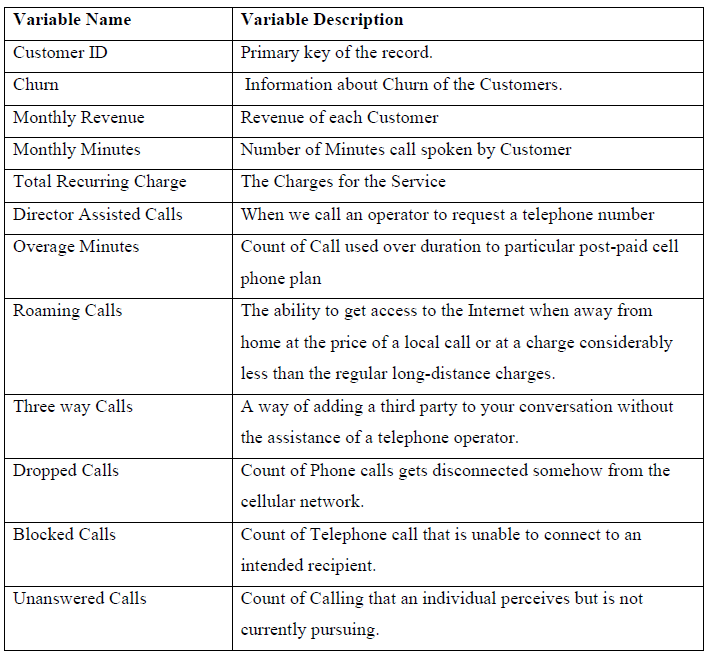 Variable Name Variable Description
Customer ID Primary key of the record.
Churn Information about Churn of the Customers.
Monthly Revenue Revenue of each Customer
Monthly Minutes Number of Minutes call spoken by Customer
Total Recurring Charge The Charges for the Service
Director Assisted Calls When we call an operator to request a telephone number
Overage Minutes Count of Call used over duration to particular post-paid cell
phone plan
Roaming Calls The ability to get access to the Internet when away from
home at the price of a local call or at a charge considerably
less than the regular long-distance charges.
Three way Calls A way of adding a third party to your conversation without
the assistance of a telephone operator.
Dropped Calls Count of Phone calls gets disconnected somehow from the
cellular network.
Blocked Calls Count of Telephone call that is unable to connect to an
intended recipient.
Unanswered Calls Count of Calling that an individual perceives but is not
currently pursuing.